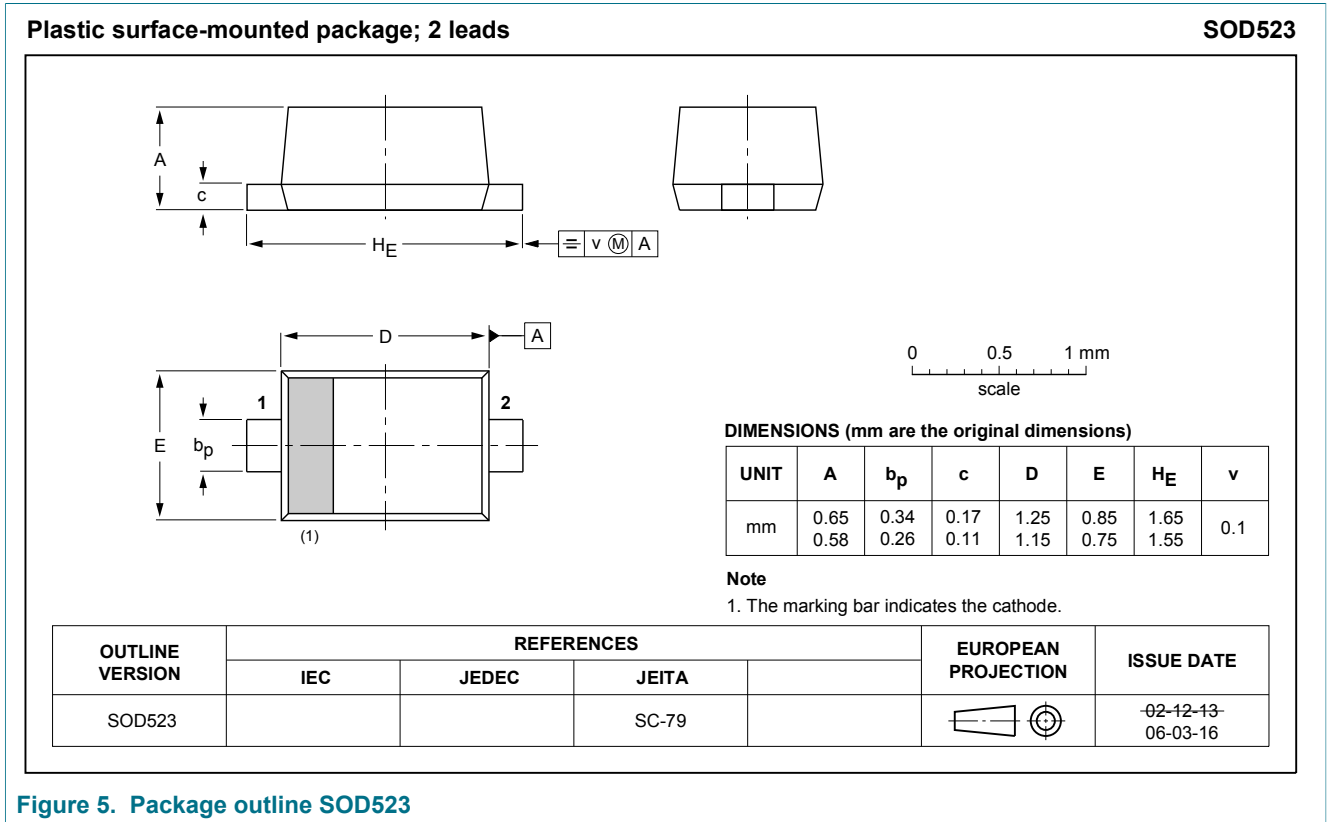 Plastic surface-mounted package; 2 leads SOD523
A
c
HE
v M A
D A
1 2
E bp
(1)
0 0.5 1 mm
scale
DIMENSIONS (mm are the original dimensions)
UNIT A bp c D E HE v
mm 0.65 0.34 0.17 1.25 0.85 1.65 0.1
0.58 0.26 0.11 1.15 0.75 1.55
Note
1. The marking bar indicates the cathode.
OUTLINE VERSION REFERENCES EUROPEAN PROJECTION ISSUE DATE
IEC JEDEC JEITA
SOD523 SC-79 02-12-13
06-03-16
Figure 5. Package outline SOD523